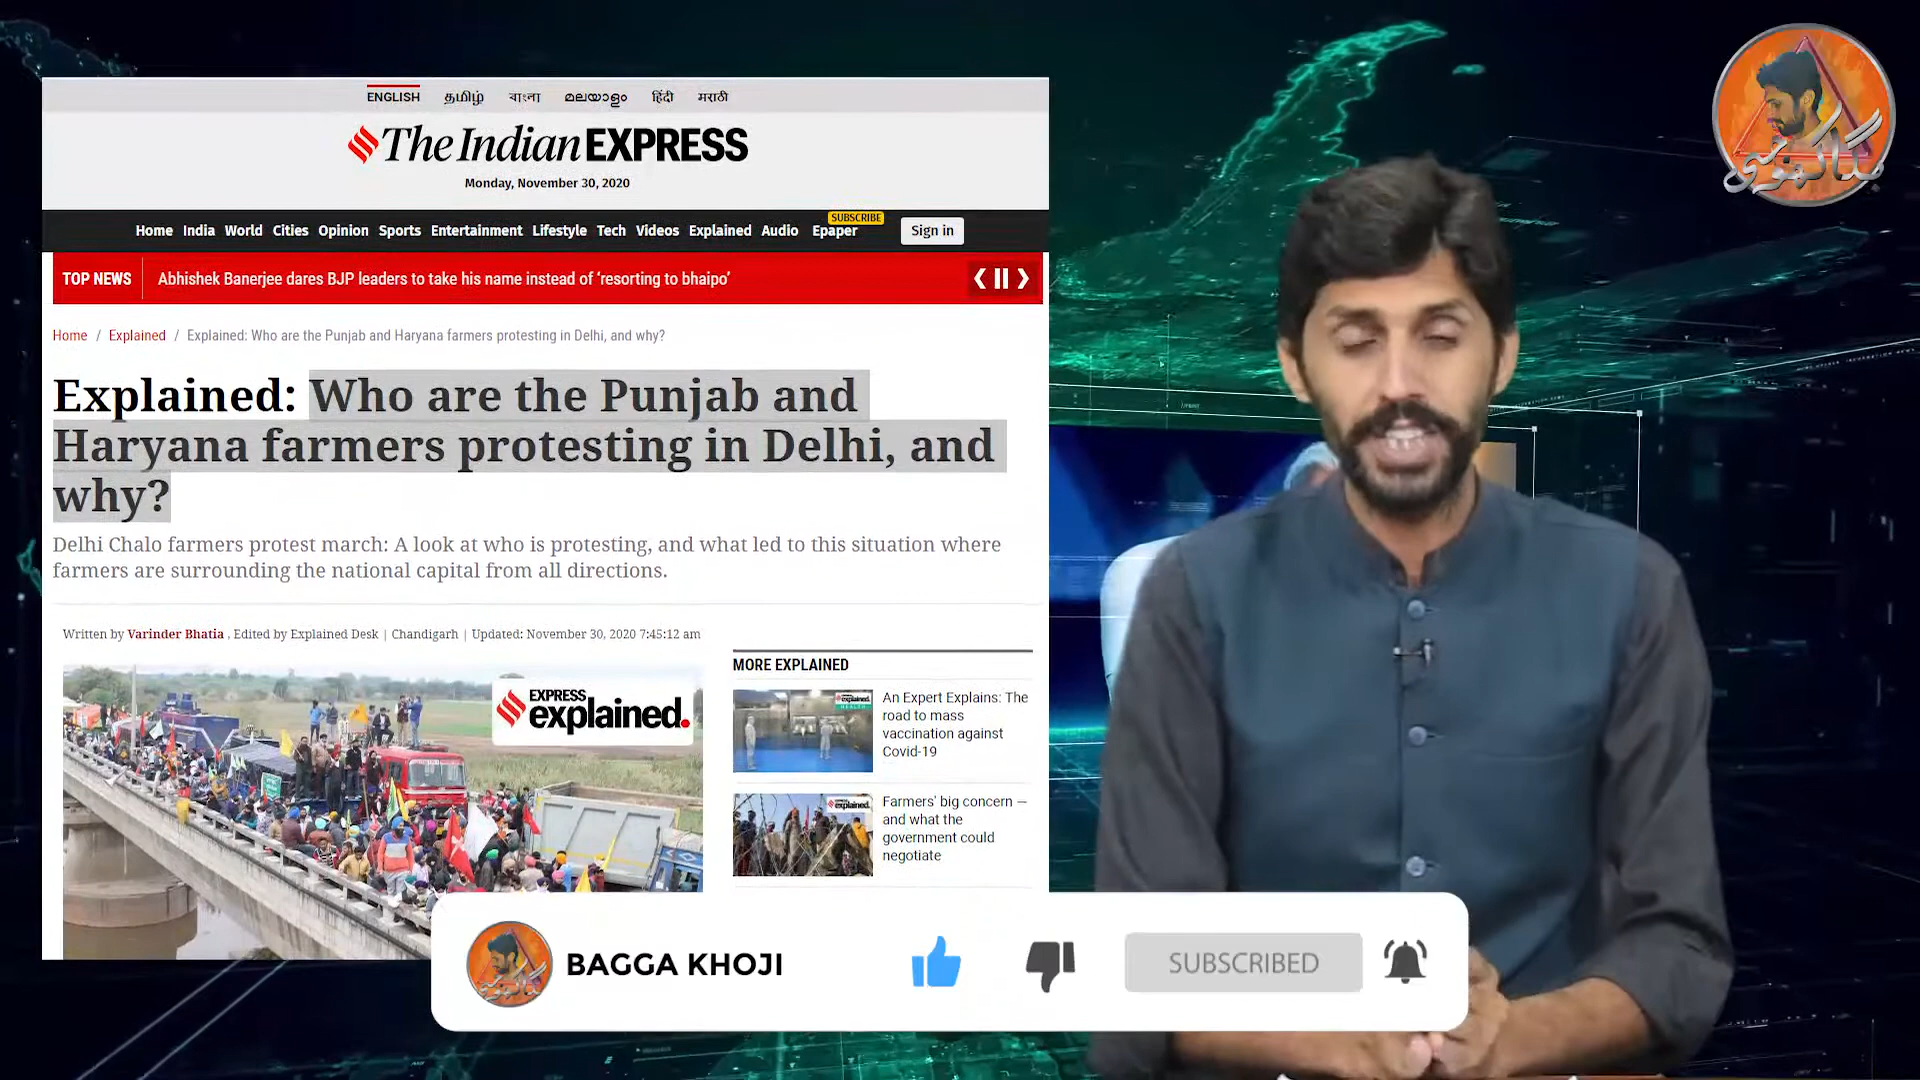 ENGLISH தமிழ் বাংলা മലയാളം हिंदी मराठी
The Indian EXPRESS
Monday, November 30, 2020
SUBSCRIBE
Home India World Cities Opinion Sports Entertainment Lifestyle Tech Videos Explained Audio Epaper Sign in
TOP NEWS Abhishek Banerjee dares BJP leaders to take his name instead of ‘resorting to bhaipo’
Home / Explained / Explained: Who are the Punjab and Haryana farmers protesting in Delhi, and why?
Explained: Who are the Punjab and
Haryana farmers protesting in Delhi, and
why?
Delhi Chalo farmers protest march: A look at who is protesting, and what led to this situation where
farmers are surrounding the national capital from all directions.
Written by Varinder Bhatia , Edited by Explained Desk | Chandigarh | Updated: November 30, 2020 7:45:12 am
EXPRESS
explained.
MORE EXPLAINED
An Expert Explains: The
road to mass
vaccination against
Covid-19
Farmers' big concern —
and what the
government could
negotiate
بگا کھوجی
BAGGA KHOJI
SUBSCRIBED